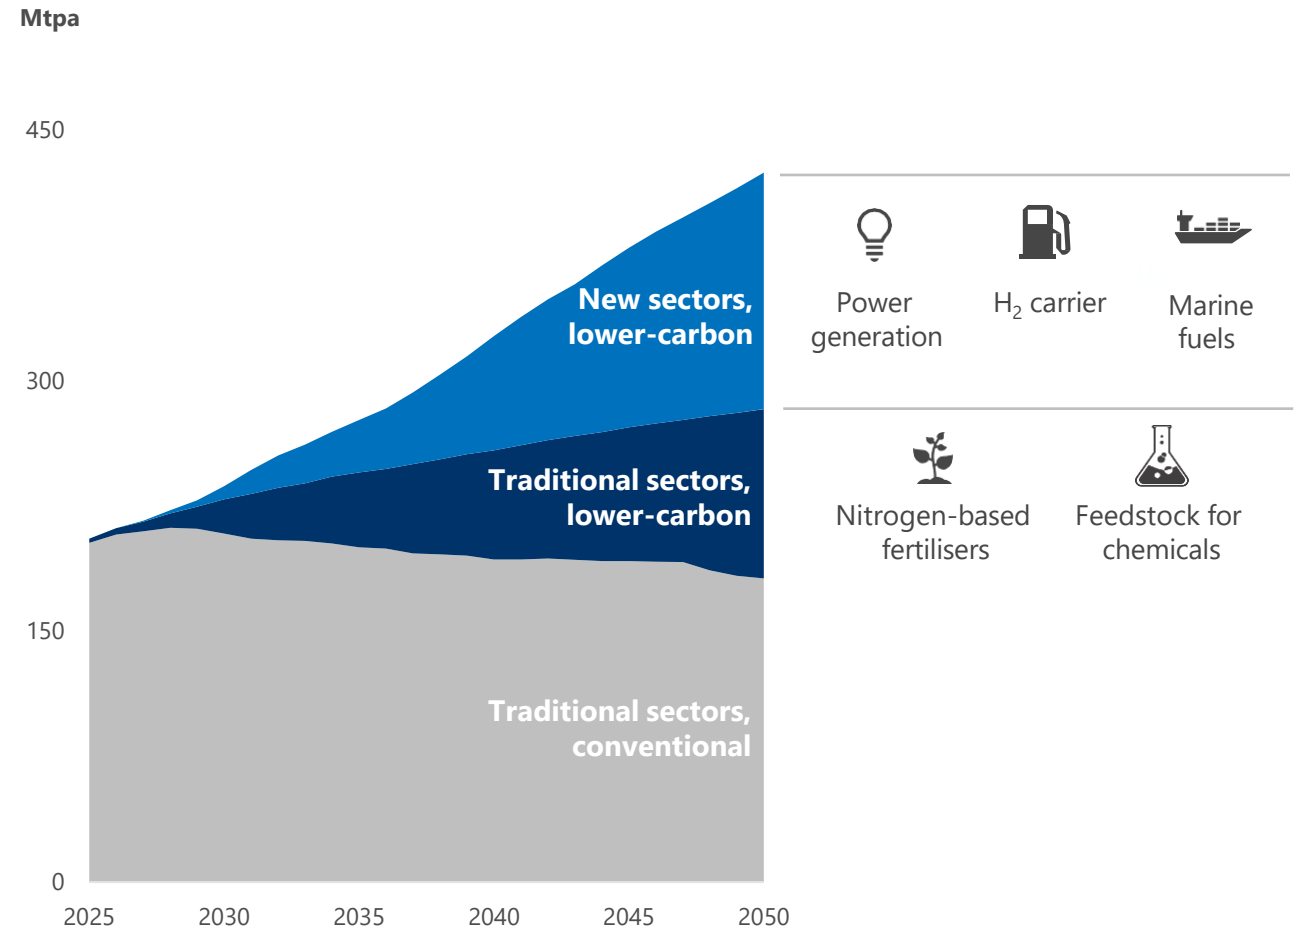 Mtpa
450
300
150
0
2025
2030
2035
2040
2045
2050
New sectors,
lower-carbon
Traditional sectors,
lower-carbon
Traditional sectors,
conventional
Power
generation
H₂ carrier
Marine
fuels
Nitrogen-based
fertilisers
Feedstock for
chemicals